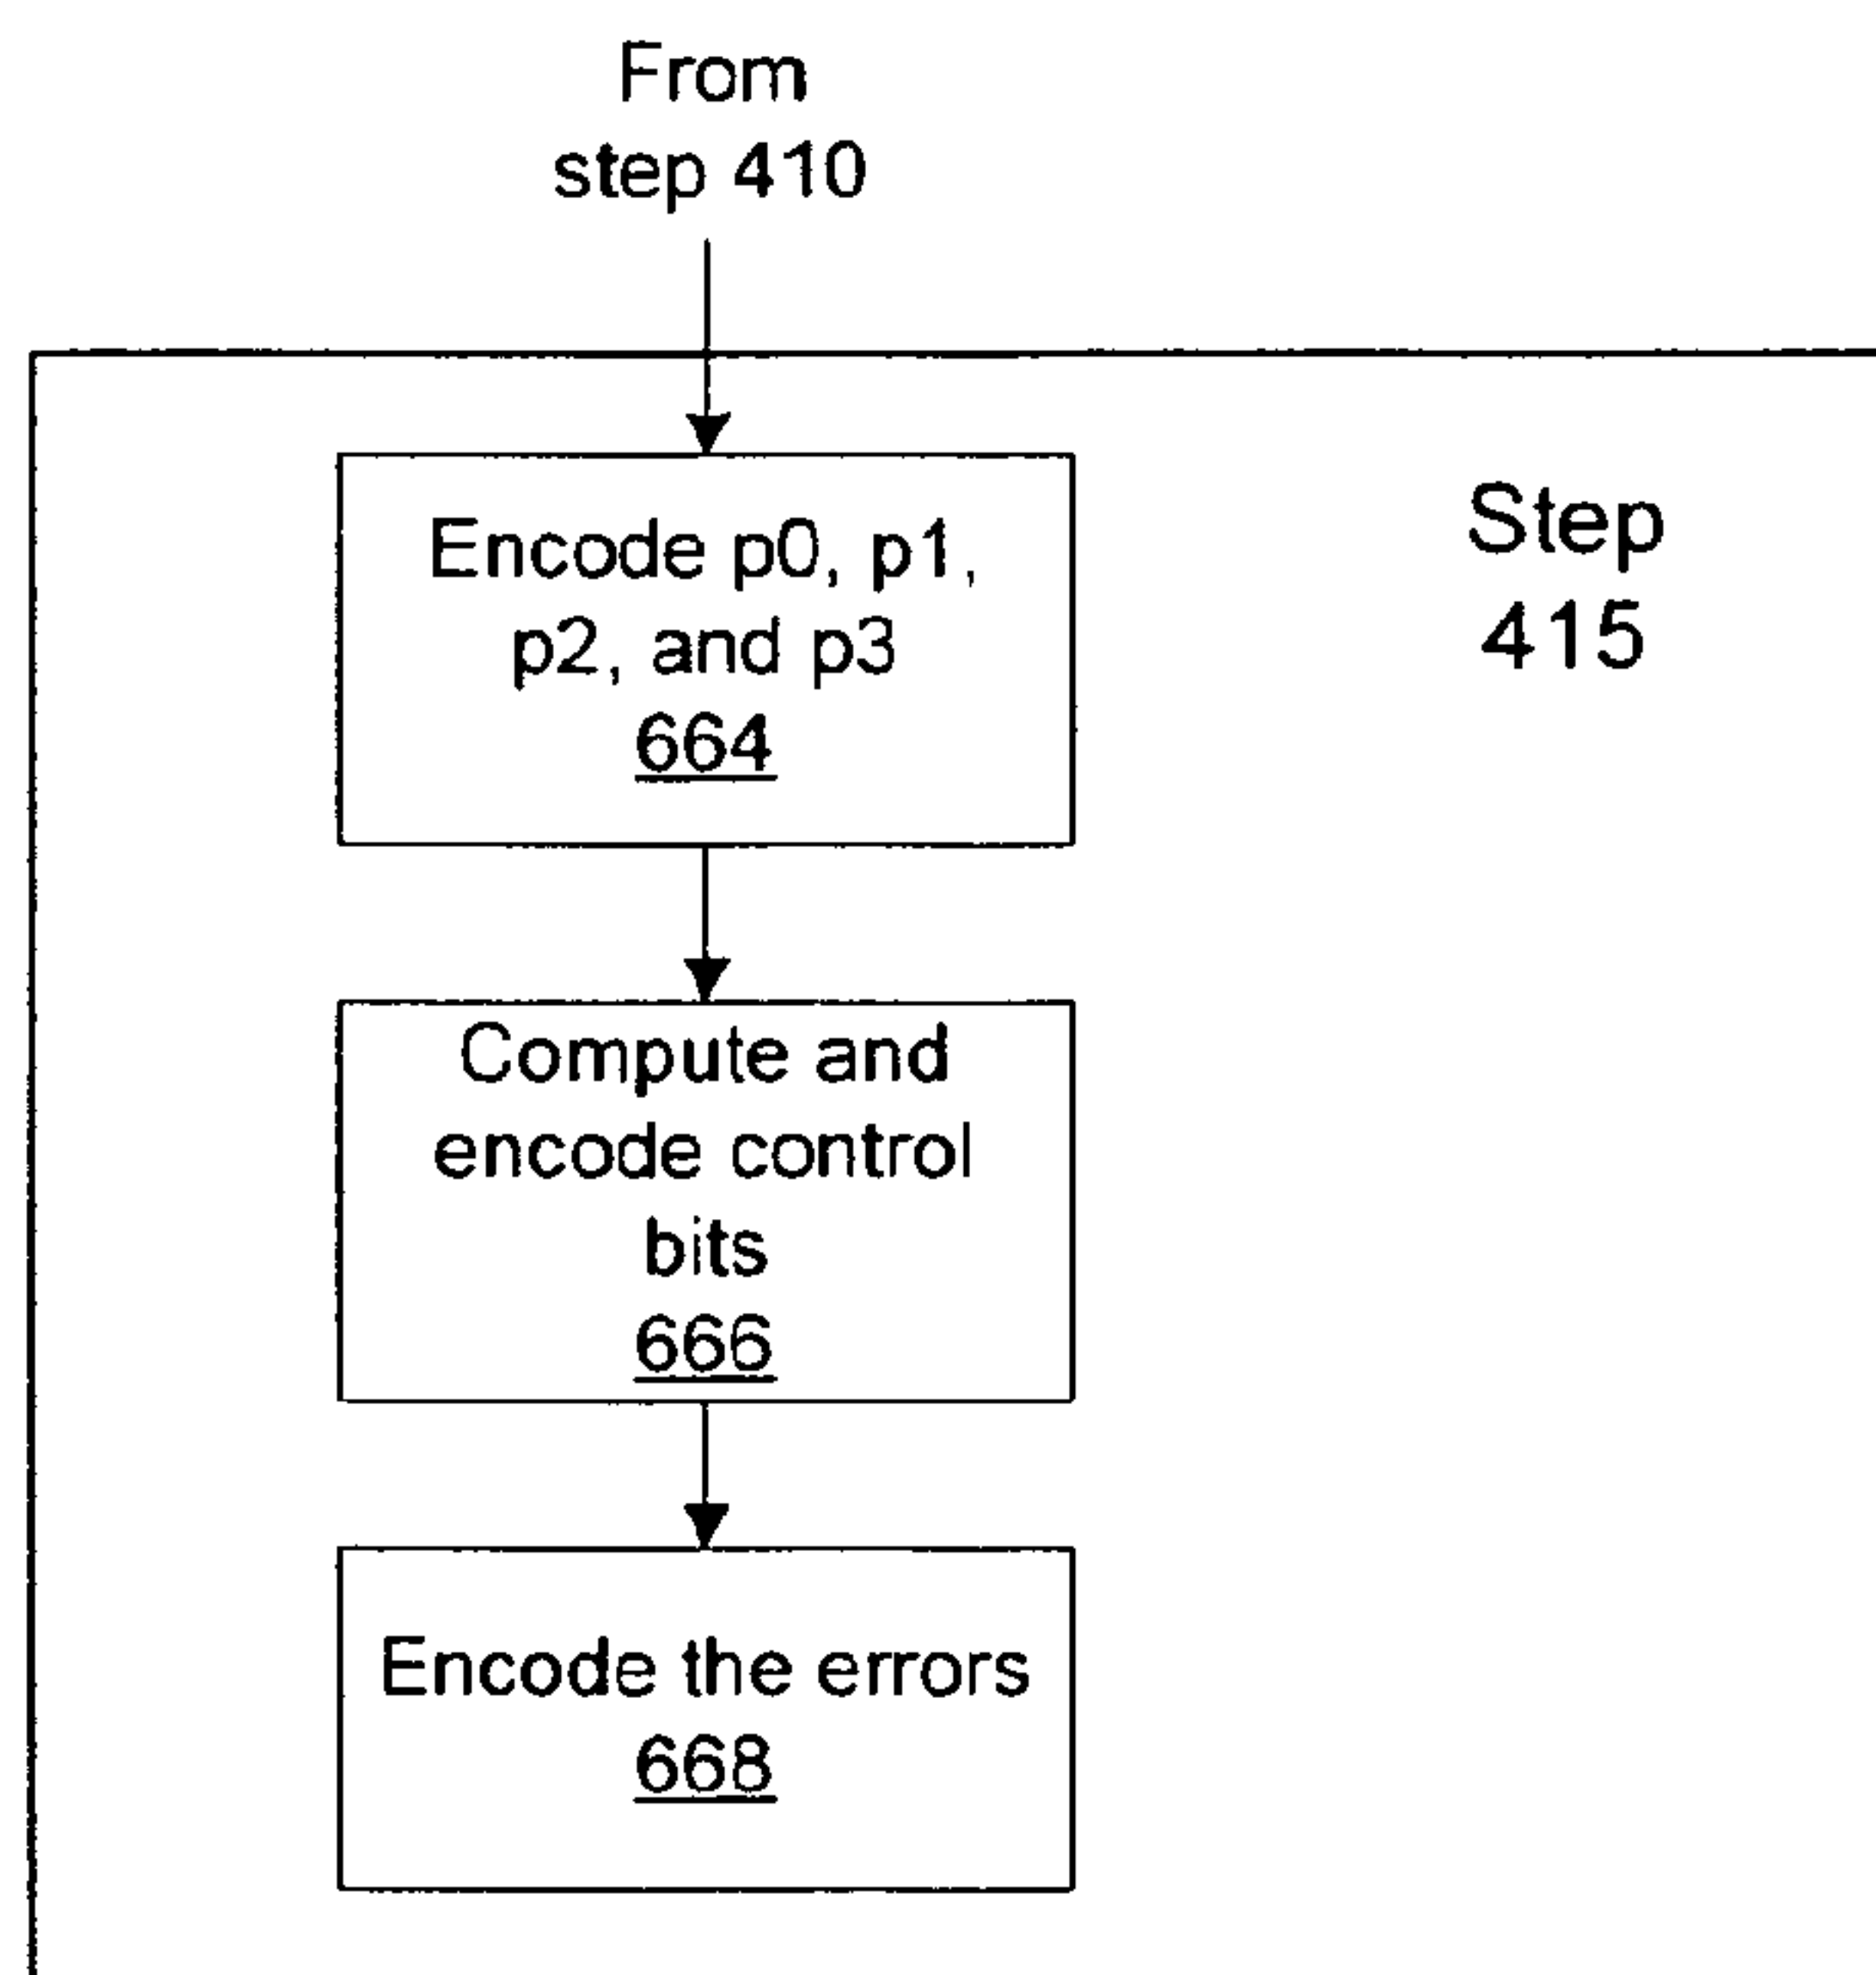 From
step 410
Encode p0, p1,
p2, and p3
664
Step
415
Compute and
encode control
bits
666
Encode the errors
668